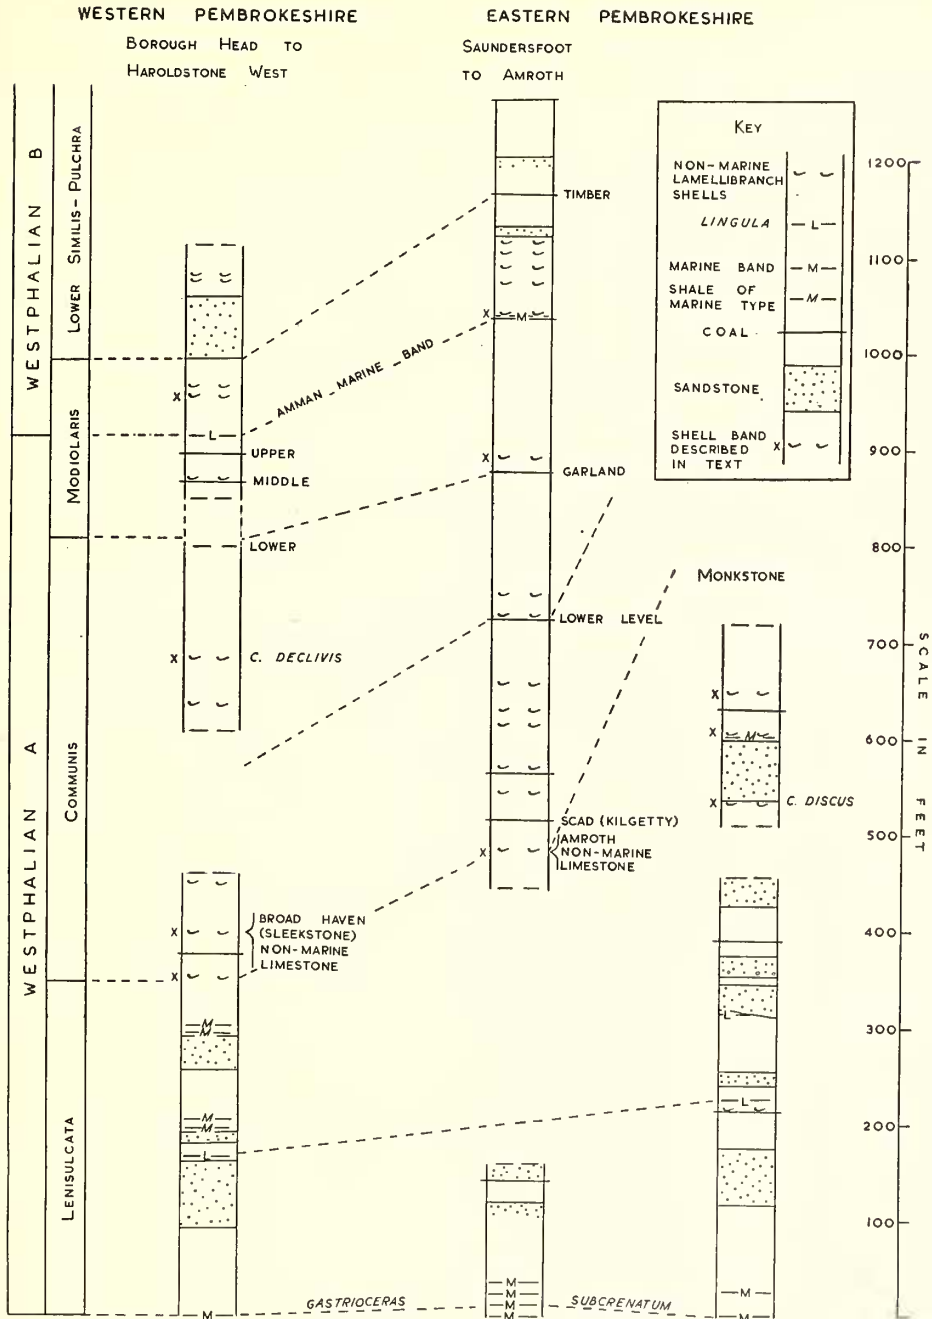 WESTERN PEMBROKESHIRE
BOROUGH HEAD TO
HAROLDSTONE WEST
EASTERN PEMBROKESHIRE
SAUNDERSFOOT
TO AMROTH
KEY
NON-MARINE
LAMELLIBRANCH
SHELLS
LINGULA
L
MARINE BAND
M
SHALE OF
MARINE TYPE
M
COAL
SANDSTONE
SHELL BAND
DESCRIBED
IN TEXT
X
WESTPHALIAN B
WESTPHALIAN A
LOWER SIMILIS-PULCHRA
MODIOLARIS
COMMUNIS
LENISULCATA
X
L
UPPER
MIDDLE
LOWER
X
C. DECLIVIS
X
X
BROAD HAVEN
(SLEEKSTONE)
NON-MARINE
LIMESTONE
M
M
M
M
L
M
AMMAN MARINE BAND
TIMBER
X
M
X
GARLAND
LOWER LEVEL
SCAD (KILGETTY)
X
AMROTH
NON-MARINE
LIMESTONE
M
M
M
M
GASTRIOCERAS
SUBCRENATUM
MONKSTONE
X
X
M
X
C. DISCUS
L
L
M
M
1200
1100
1000
900
800
700
600
500
400
300
200
100
SCALE IN FEET